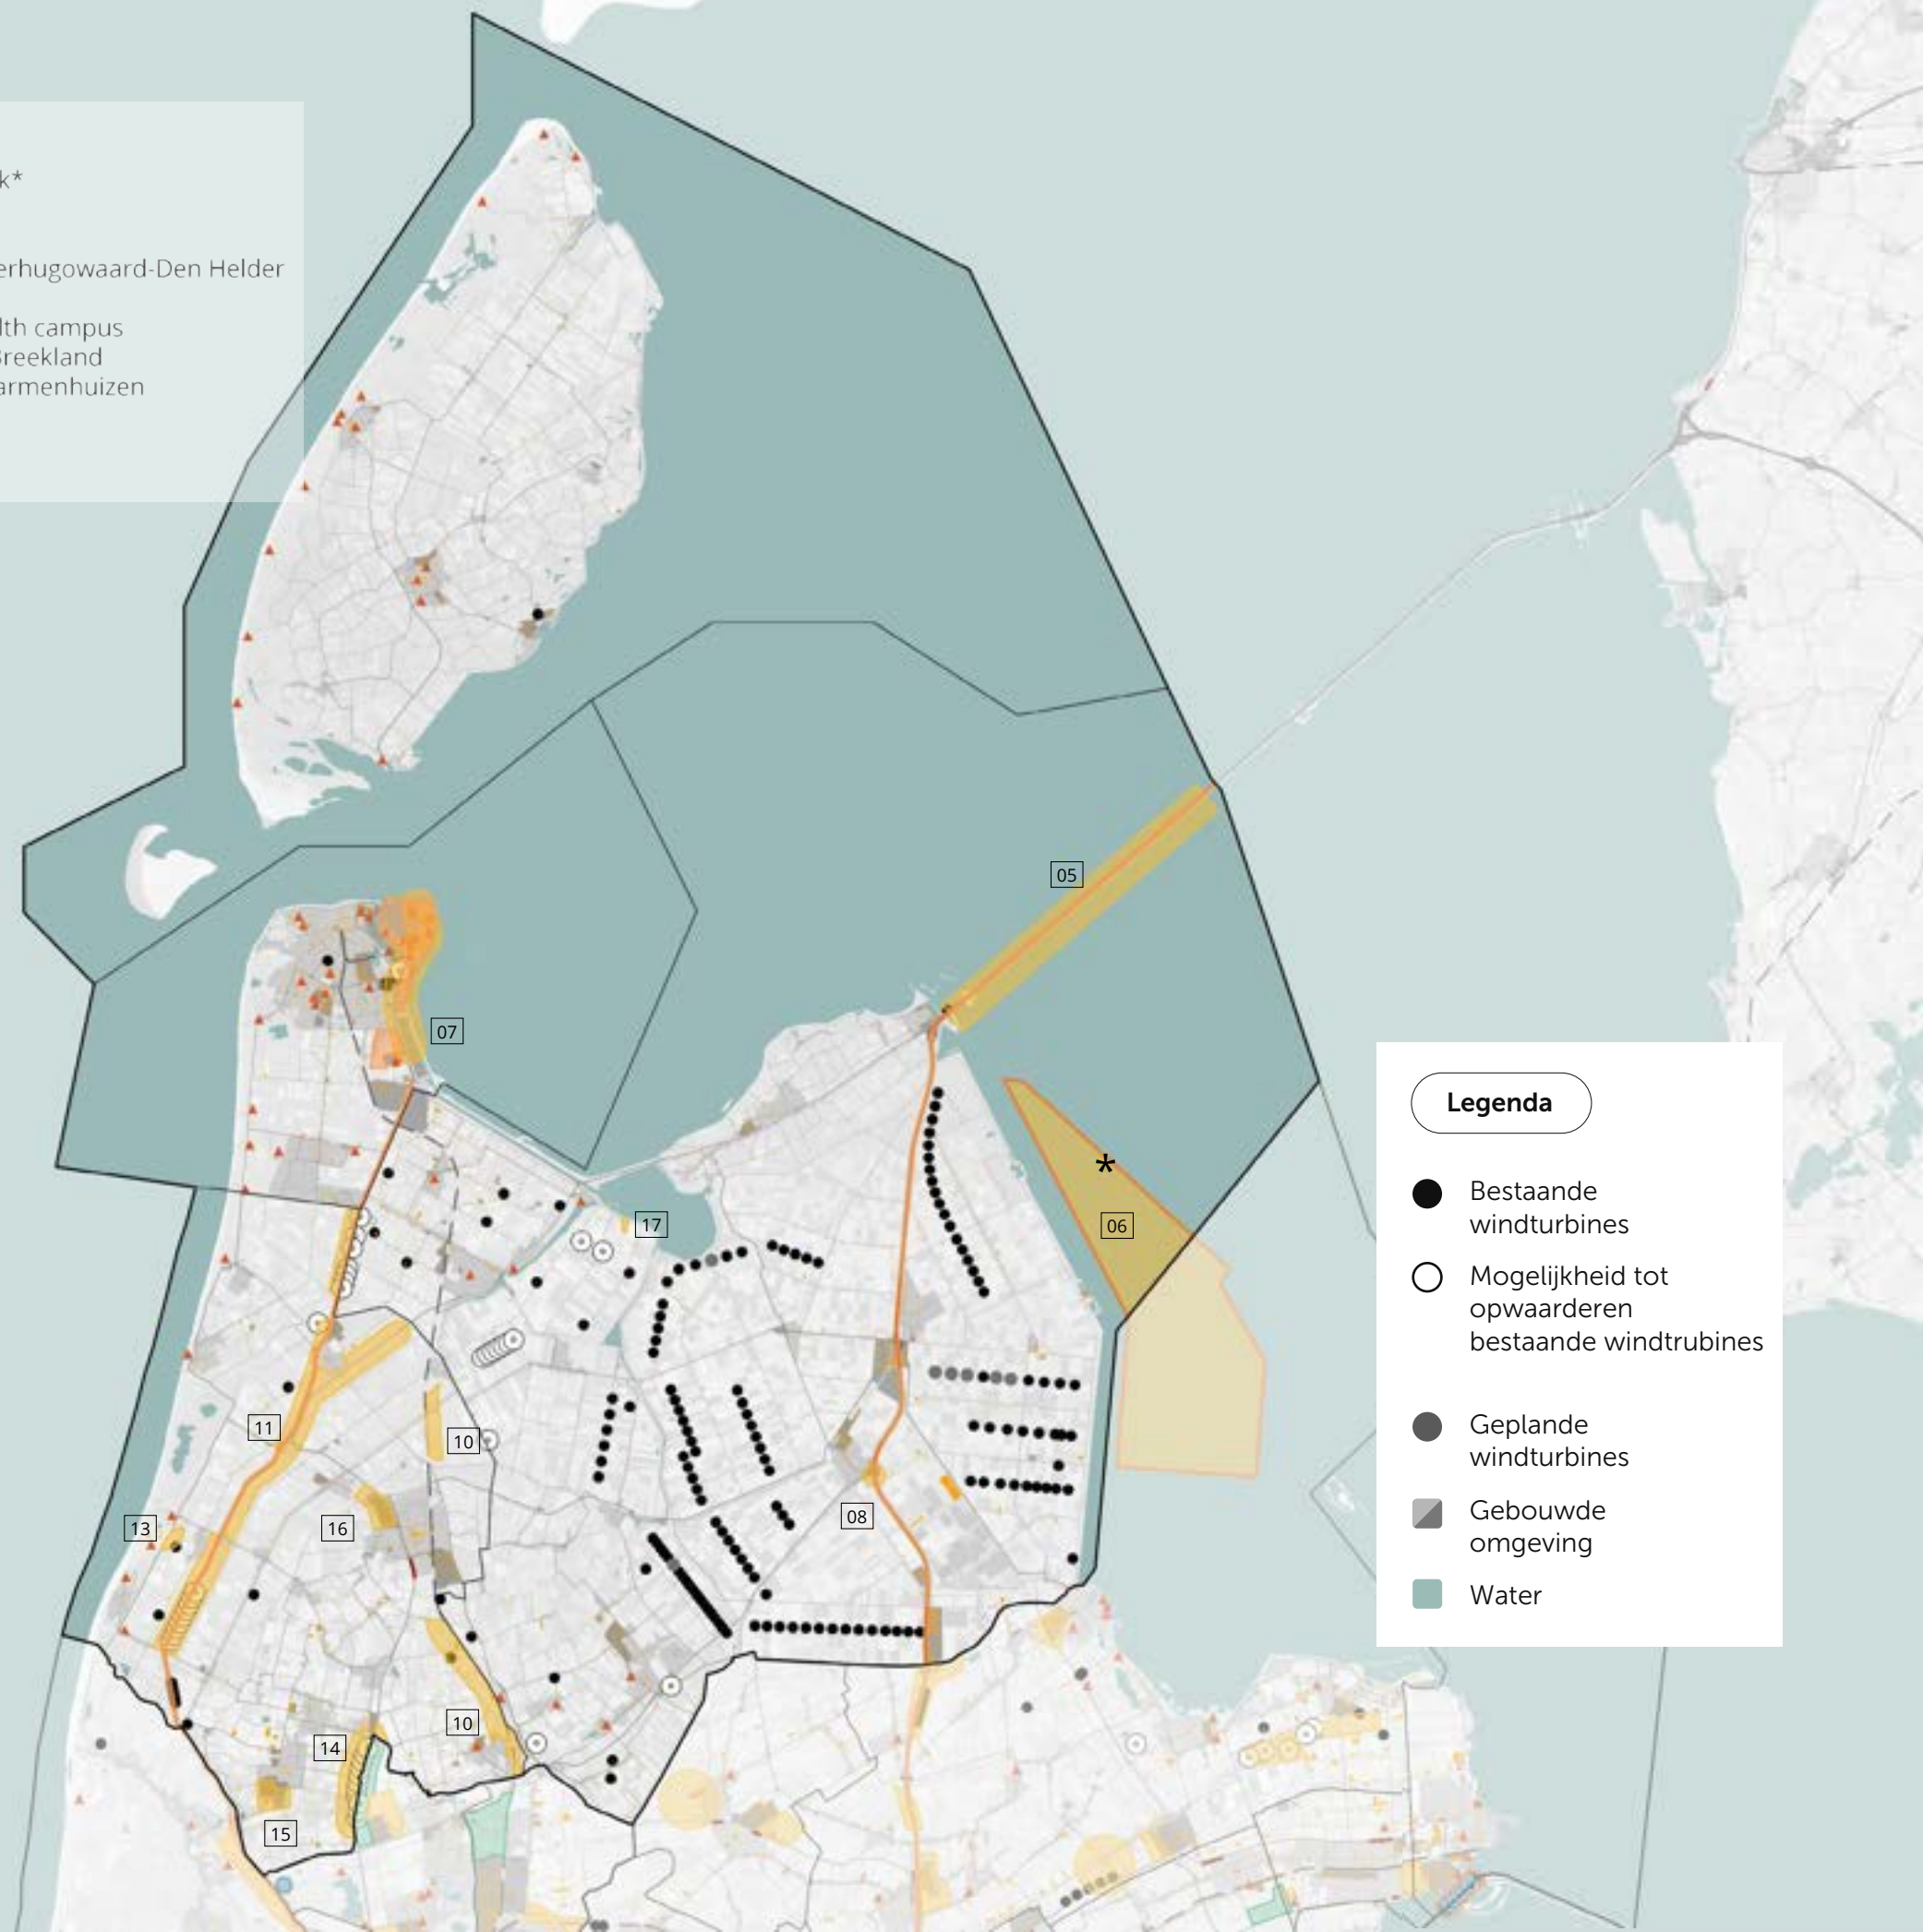 k*
erhugowaard-Den Helder
lth campus
Breekland
armenhuizen
05
07
*
06
17
11
10
13
16
08
10
14
15
Legenda
Bestaande
windturbines
Mogelijkheid tot
opwaarderen
bestaande windtrubines
Geplande
windturbines
Gebouwde
omgeving
Water